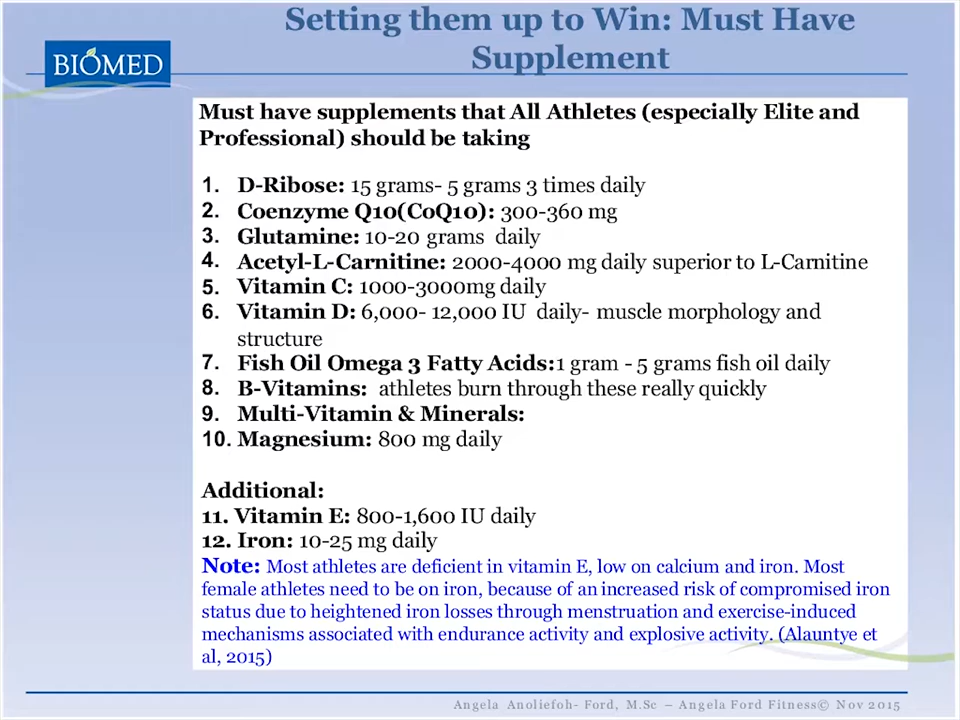 Setting them up to Win: Must Have
Supplement
BIOMED
Must have supplements that All Athletes (especially Elite and
Professional) should be taking
1. D-Ribose: 15 grams- 5 grams 3 times daily
2. Coenzyme Q10(CoQ10): 300-360 mg
3. Glutamine: 10-20 grams daily
4. Acetyl-L-Carnitine: 2000-4000 mg daily superior to L-Carnitine
5. Vitamin C: 1000-3000mg daily
6. Vitamin D: 6,000- 12,000 IU daily- muscle morphology and
structure
7. Fish Oil Omega 3 Fatty Acids:1 gram - 5 grams fish oil daily
8. B-Vitamins: athletes burn through these really quickly
9. Multi-Vitamin & Minerals:
10. Magnesium: 800 mg daily
Additional:
11. Vitamin E: 800-1,600 IU daily
12. Iron: 10-25 mg daily
Note: Most athletes are deficient in vitamin E, low on calcium and iron. Most
female athletes need to be on iron, because of an increased risk of compromised iron
status due to heightened iron losses through menstruation and exercise-induced
mechanisms associated with endurance activity and explosive activity. (Alauntye et
al, 2015)
Angela Anoliefoh- Ford, M.Sc – Angela Ford Fitness© Nov 2015